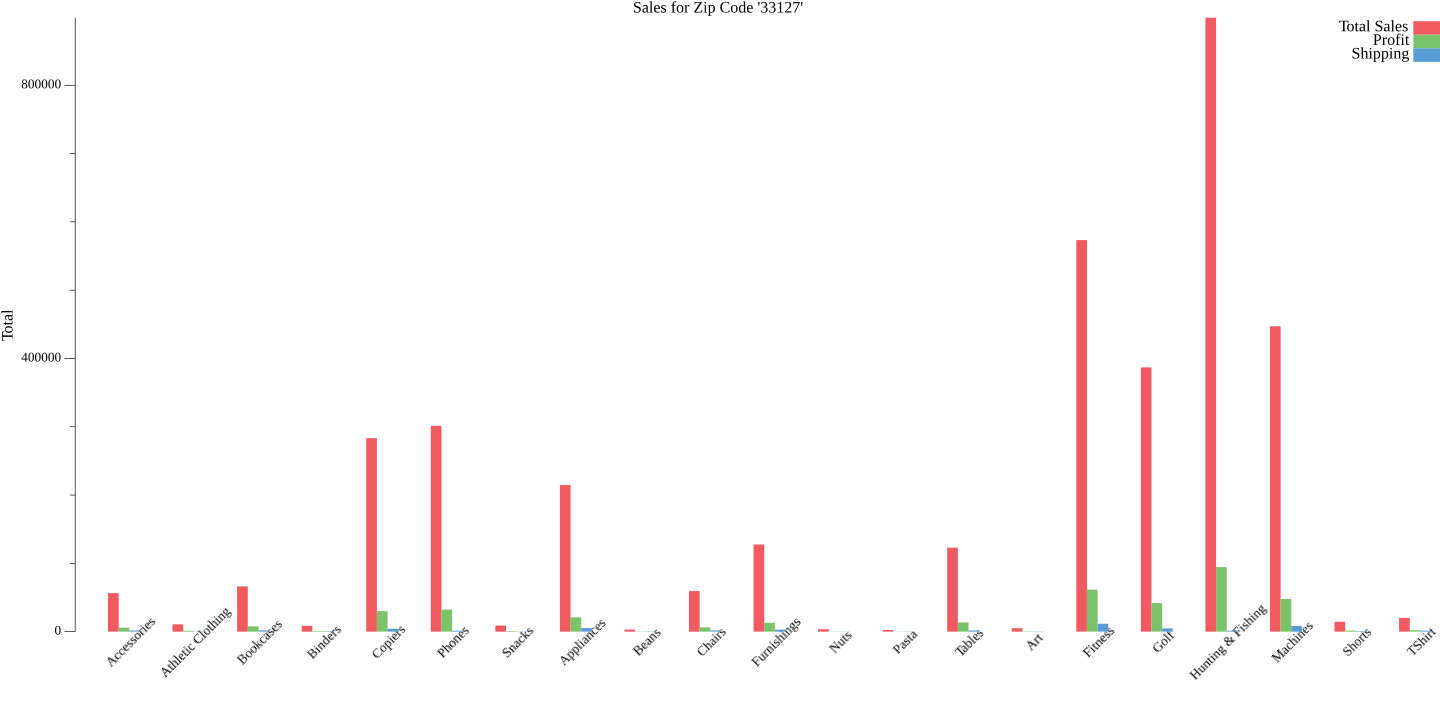 Sales for Zip Code '33127'
Total Sales
Profit
Shipping
800000
400000
0
Total
Accessories
Athletic Clothing
Bookcases
Binders
Copiers
Phones
Snacks
Appliances
Beans
Chairs
Furnishings
Nuts
Pasta
Tables
Art
Fitness
Golf
Hunting & Fishing
Machines
Shorts
TShirt